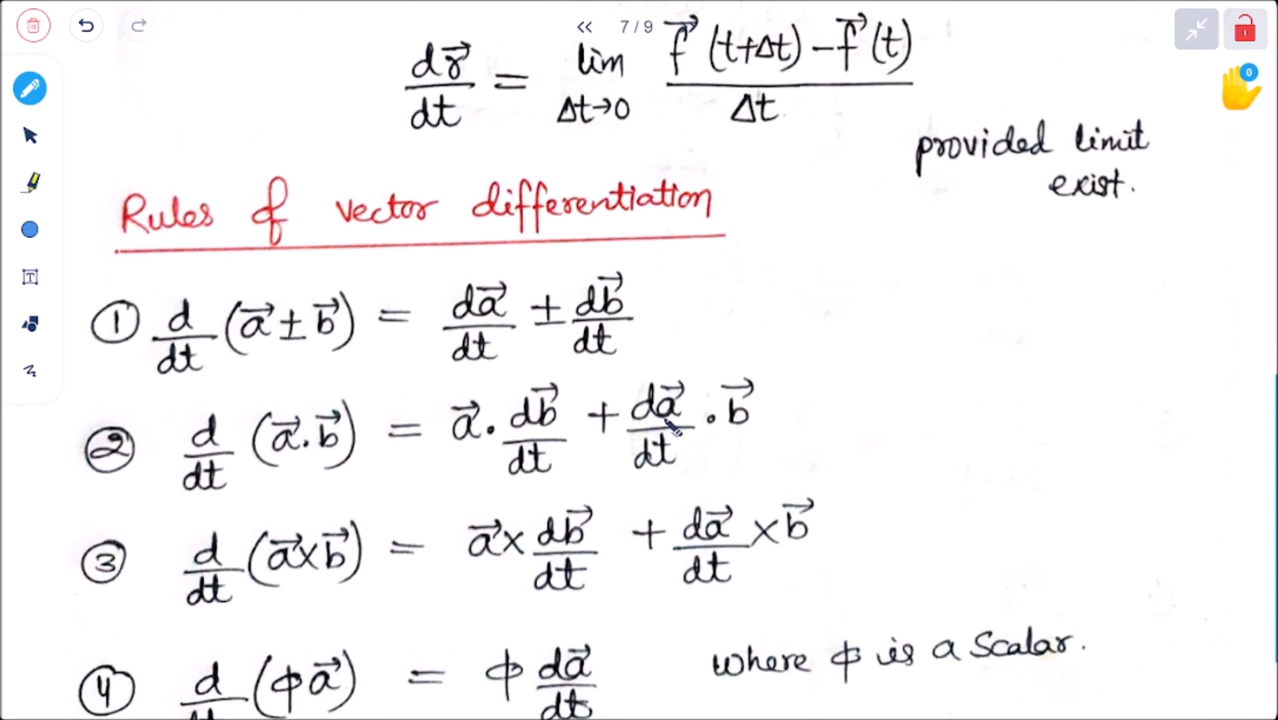 << 7/9
0
d𝑟⃗/dt = lim Δt→0 (f⃗(t+Δt) − f⃗(t))/Δt
provided limit
exist.
Rules of vector differentiation
① d/dt (a⃗ ± b⃗) = da⃗/dt ± db⃗/dt
② d/dt (a⃗ . b⃗) = a⃗ . db⃗/dt + da⃗/dt . b⃗
③ d/dt (a⃗ × b⃗) = a⃗ × db⃗/dt + da⃗/dt × b⃗
④ d/dt (ϕa⃗) = ϕ da⃗/dt where ϕ is a Scalar.